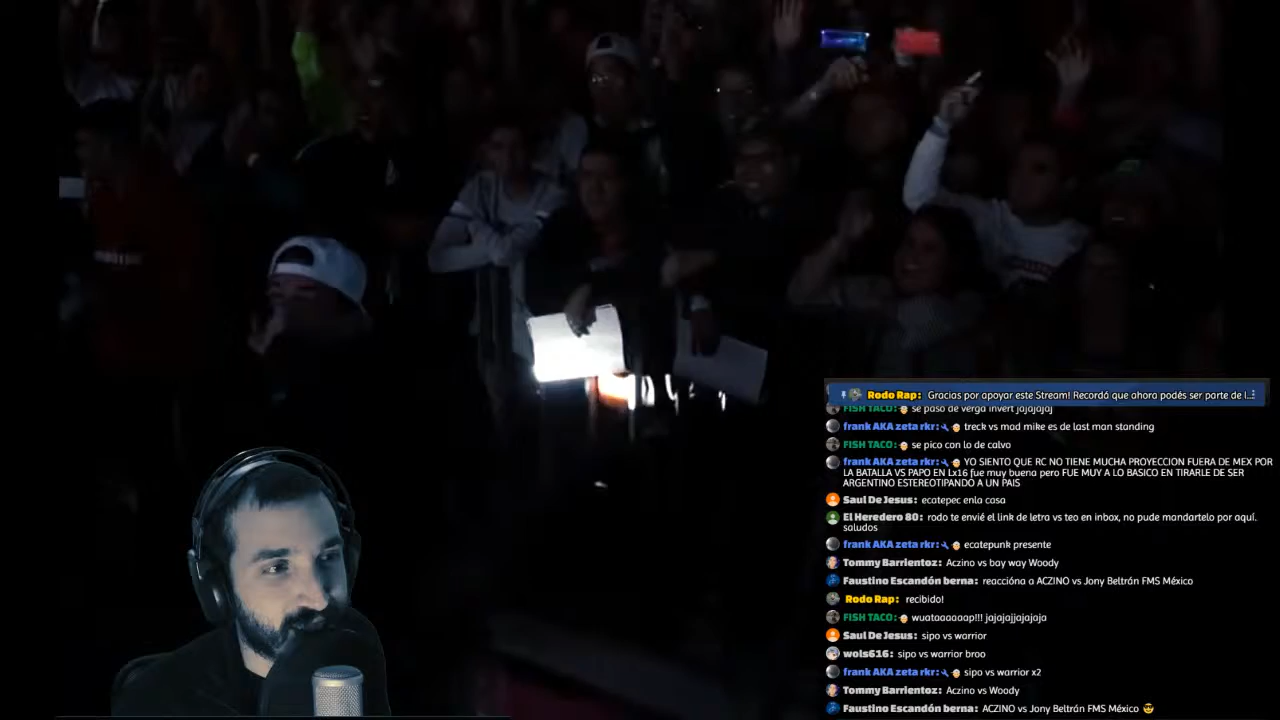 Rodo Rap: Gracias por apoyar este Stream! Recordá que ahora podés ser parte de l...
FISH TACO: se paso de verga invert jajajajaj
frank AKA zeta rkr: treck vs mad mike es de last man standing
FISH TACO: se pico con lo de calvo
frank AKA zeta rkr: YO SIENTO QUE RC NO TIENE MUCHA PROYECCION FUERA DE MEX POR
LA BATALLA VS PAPO EN Lx16 fue muy buena pero FUE MUY A LO BASICO EN TIRARLE DE SER
ARGENTINO ESTEREOTIPANDO A UN PAIS
Saul De Jesus: ecatepec enla casa
El Heredero 80: rodo te envié el link de letra vs teo en inbox, no pude mandartelo por aquí.
saludos
frank AKA zeta rkr: ecatepunk presente
Tommy Barrientoz: Aczino vs bay way Woody
Faustino Escandón berna: reacciòna a ACZINO vs Jony Beltrán FMS México
Rodo Rap: recibido!
FISH TACO: wuataaaaaap!!! jajajajjajajaja
Saul De Jesus: sipo vs warrior
wols616: sipo vs warrior broo
frank AKA zeta rkr: sipo vs warrior x2
Tommy Barrientoz: Aczino vs Woody
Faustino Escandón berna: ACZINO vs Jony Beltrán FMS México